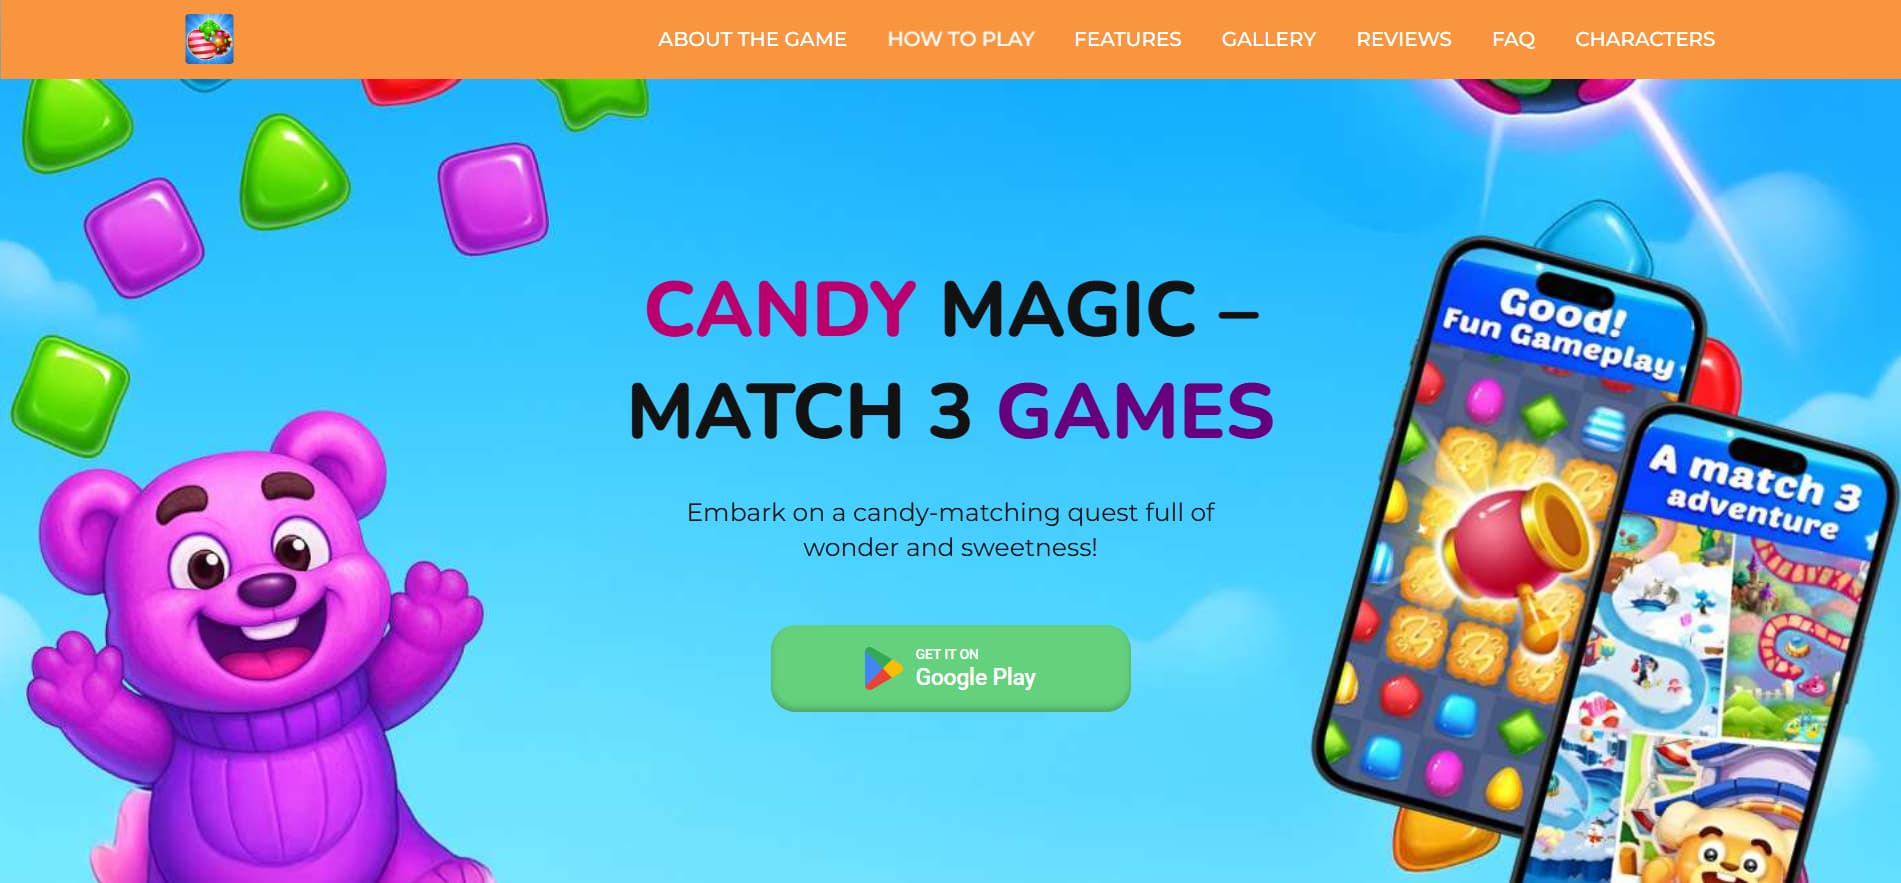 ABOUT THE GAME HOW TO PLAY FEATURES GALLERY REVIEWS FAQ CHARACTERS
CANDY MAGIC –
MATCH 3 GAMES
Embark on a candy-matching quest full of
wonder and sweetness!
GET IT ON
Google Play
Good!
Fun Gameplay
A match 3
adventure